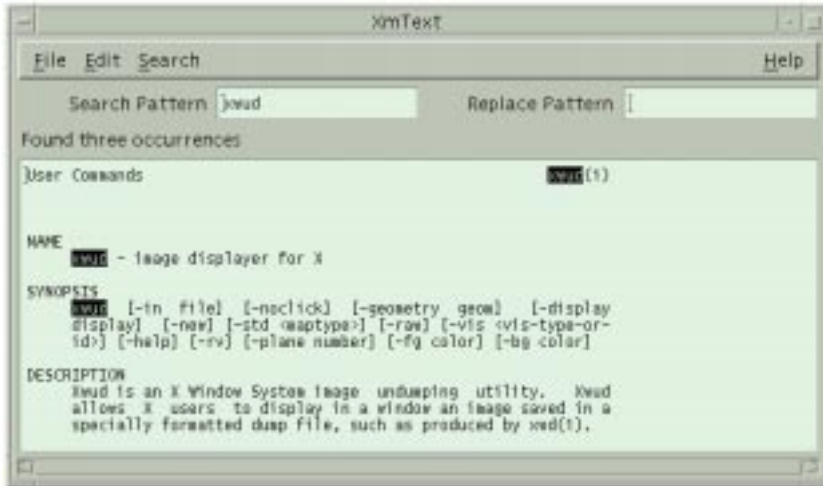 XmText
File Edit Search Help
Search Pattern xwud Replace Pattern
Found three occurrences
User Commands xwud(1)
NAME
xwud - image displayer for X
SYNOPSIS
xwud [-in file] [-noclick] [-geometry geom] [-display
display] [-new] [-std <maptype>] [-raw] [-vis <vis-type-or-
id>] [-help] [-rv] [-plane number] [-fg color] [-bg color]
DESCRIPTION
Xwud is an X Window System image undumping utility. Xwud
allows X users to display in a window an image saved in a
specially formatted dump file, such as produced by xwd(1).